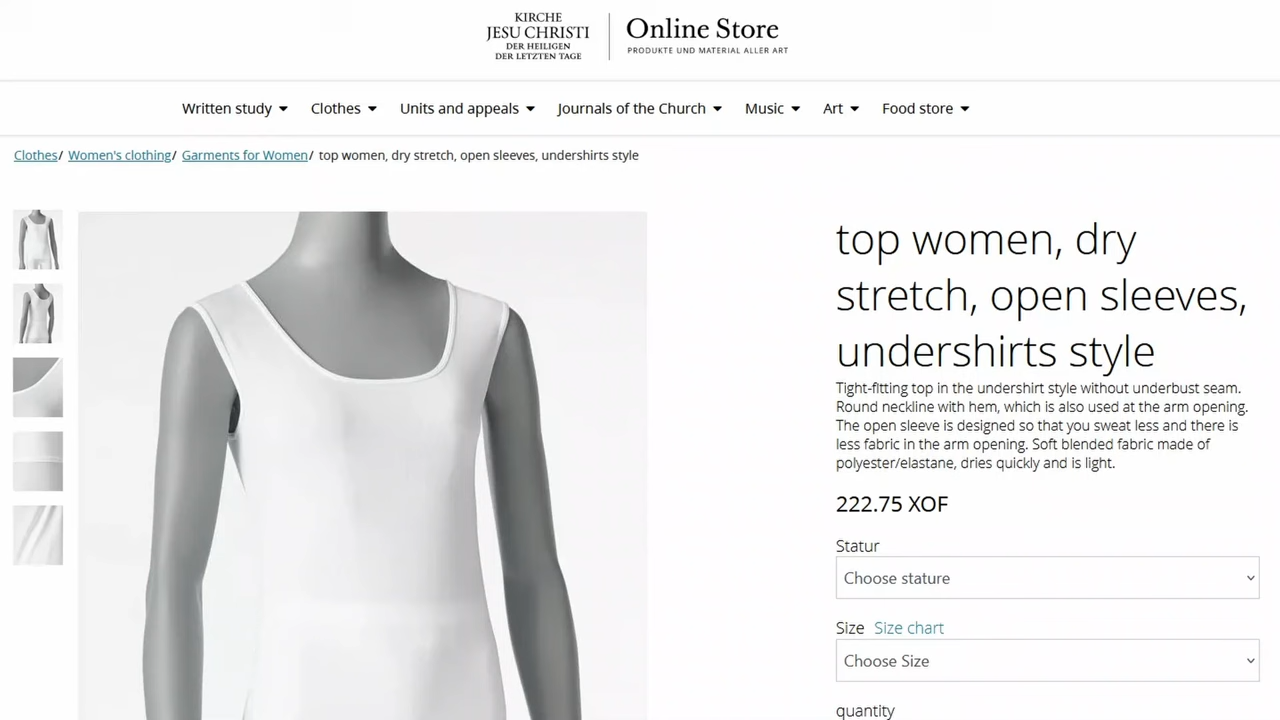 KIRCHE
JESU CHRISTI
DER HEILIGEN
DER LETZTEN TAGE
Online Store
PRODUKTE UND MATERIAL ALLER ART
Written study Clothes Units and appeals Journals of the Church Music Art Food store
Clothes/ Women's clothing/ Garments for Women/ top women, dry stretch, open sleeves, undershirts style
top women, dry
stretch, open sleeves,
undershirts style
Tight-fitting top in the undershirt style without underbust seam.
Round neckline with hem, which is also used at the arm opening.
The open sleeve is designed so that you sweat less and there is
less fabric in the arm opening. Soft blended fabric made of
polyester/elastane, dries quickly and is light.
222.75 XOF
Statur
Choose stature
Size Size chart
Choose Size
quantity